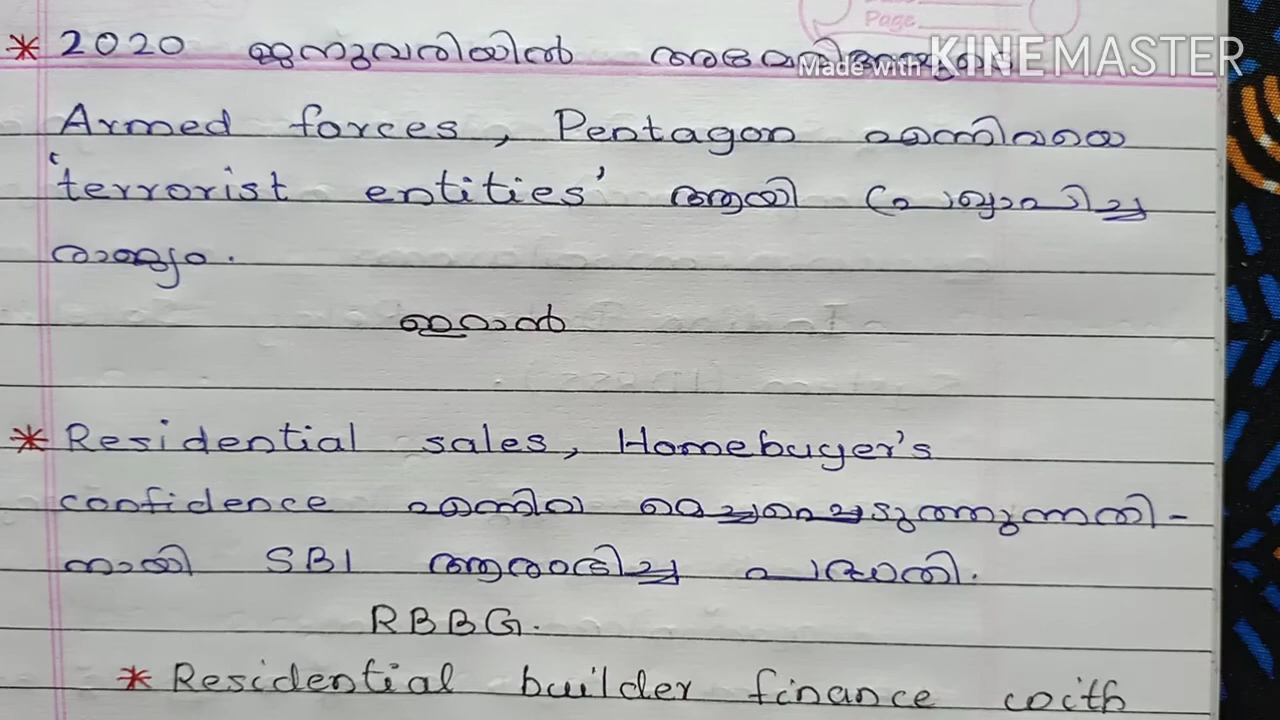 Page
* 2020 ജനുവരിയിൽ അമേരിക്കയുടെ
Made with KINEMASTER
Armed forces, Pentagon എന്നിവയെ
'terrorist entities' ആയി പ്രഖ്യാപിച്ച
രാജ്യം.
ഇറാൻ
* Residential sales, Homebuyer's
confidence എന്നിവ മെച്ചപ്പെടുത്തുന്നതി-
നായി SBI ആരംഭിച്ച പദ്ധതി.
RBBG.
* Residential builder finance with